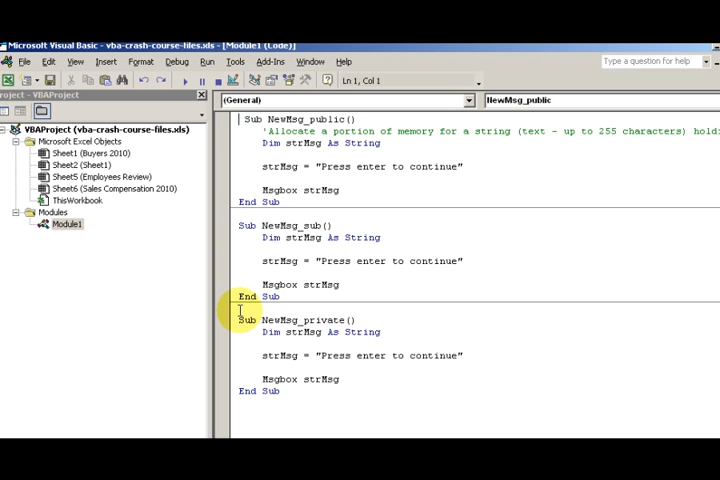 Microsoft Visual Basic - vba-crash-course-files.xls - [Module1 (Code)]
File Edit View Insert Format Debug Run Tools Add-Ins Window Help
Type a question for help
Ln 1, Col 1
roject - VBAProject
(General)
NewMsg_public
VBAProject (vba-crash-course-files.xls)
Microsoft Excel Objects
Sheet1 (Buyers 2010)
Sheet2 (Sheet1)
Sheet5 (Employees Review)
Sheet6 (Sales Compensation 2010)
ThisWorkbook
Modules
Module1
Sub NewMsg_public()
'Allocate a portion of memory for a string (text - up to 255 characters) holdi
Dim strMsg As String
strMsg = "Press enter to continue"
Msgbox strMsg
End Sub
Sub NewMsg_sub()
Dim strMsg As String
strMsg = "Press enter to continue"
Msgbox strMsg
End Sub
Sub NewMsg_private()
Dim strMsg As String
strMsg = "Press enter to continue"
Msgbox strMsg
End Sub